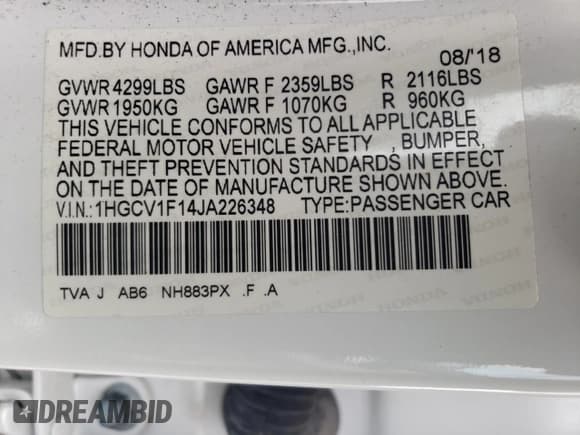 MFD.BY HONDA OF AMERICA MFG.,INC. 08/'18
GVWR 4299LBS GAWR F 2359LBS R 2116LBS
GVWR 1950KG GAWR F 1070KG R 960KG
THIS VEHICLE CONFORMS TO ALL APPLICABLE
FEDERAL MOTOR VEHICLE SAFETY , BUMPER,
AND THEFT PREVENTION STANDARDS IN EFFECT
ON THE DATE OF MANUFACTURE SHOWN ABOVE.
V.I.N.:1HGCV1F14JA226348 TYPE:PASSENGER CAR
TVA J AB6 NH883PX .F .A
DREAMBID